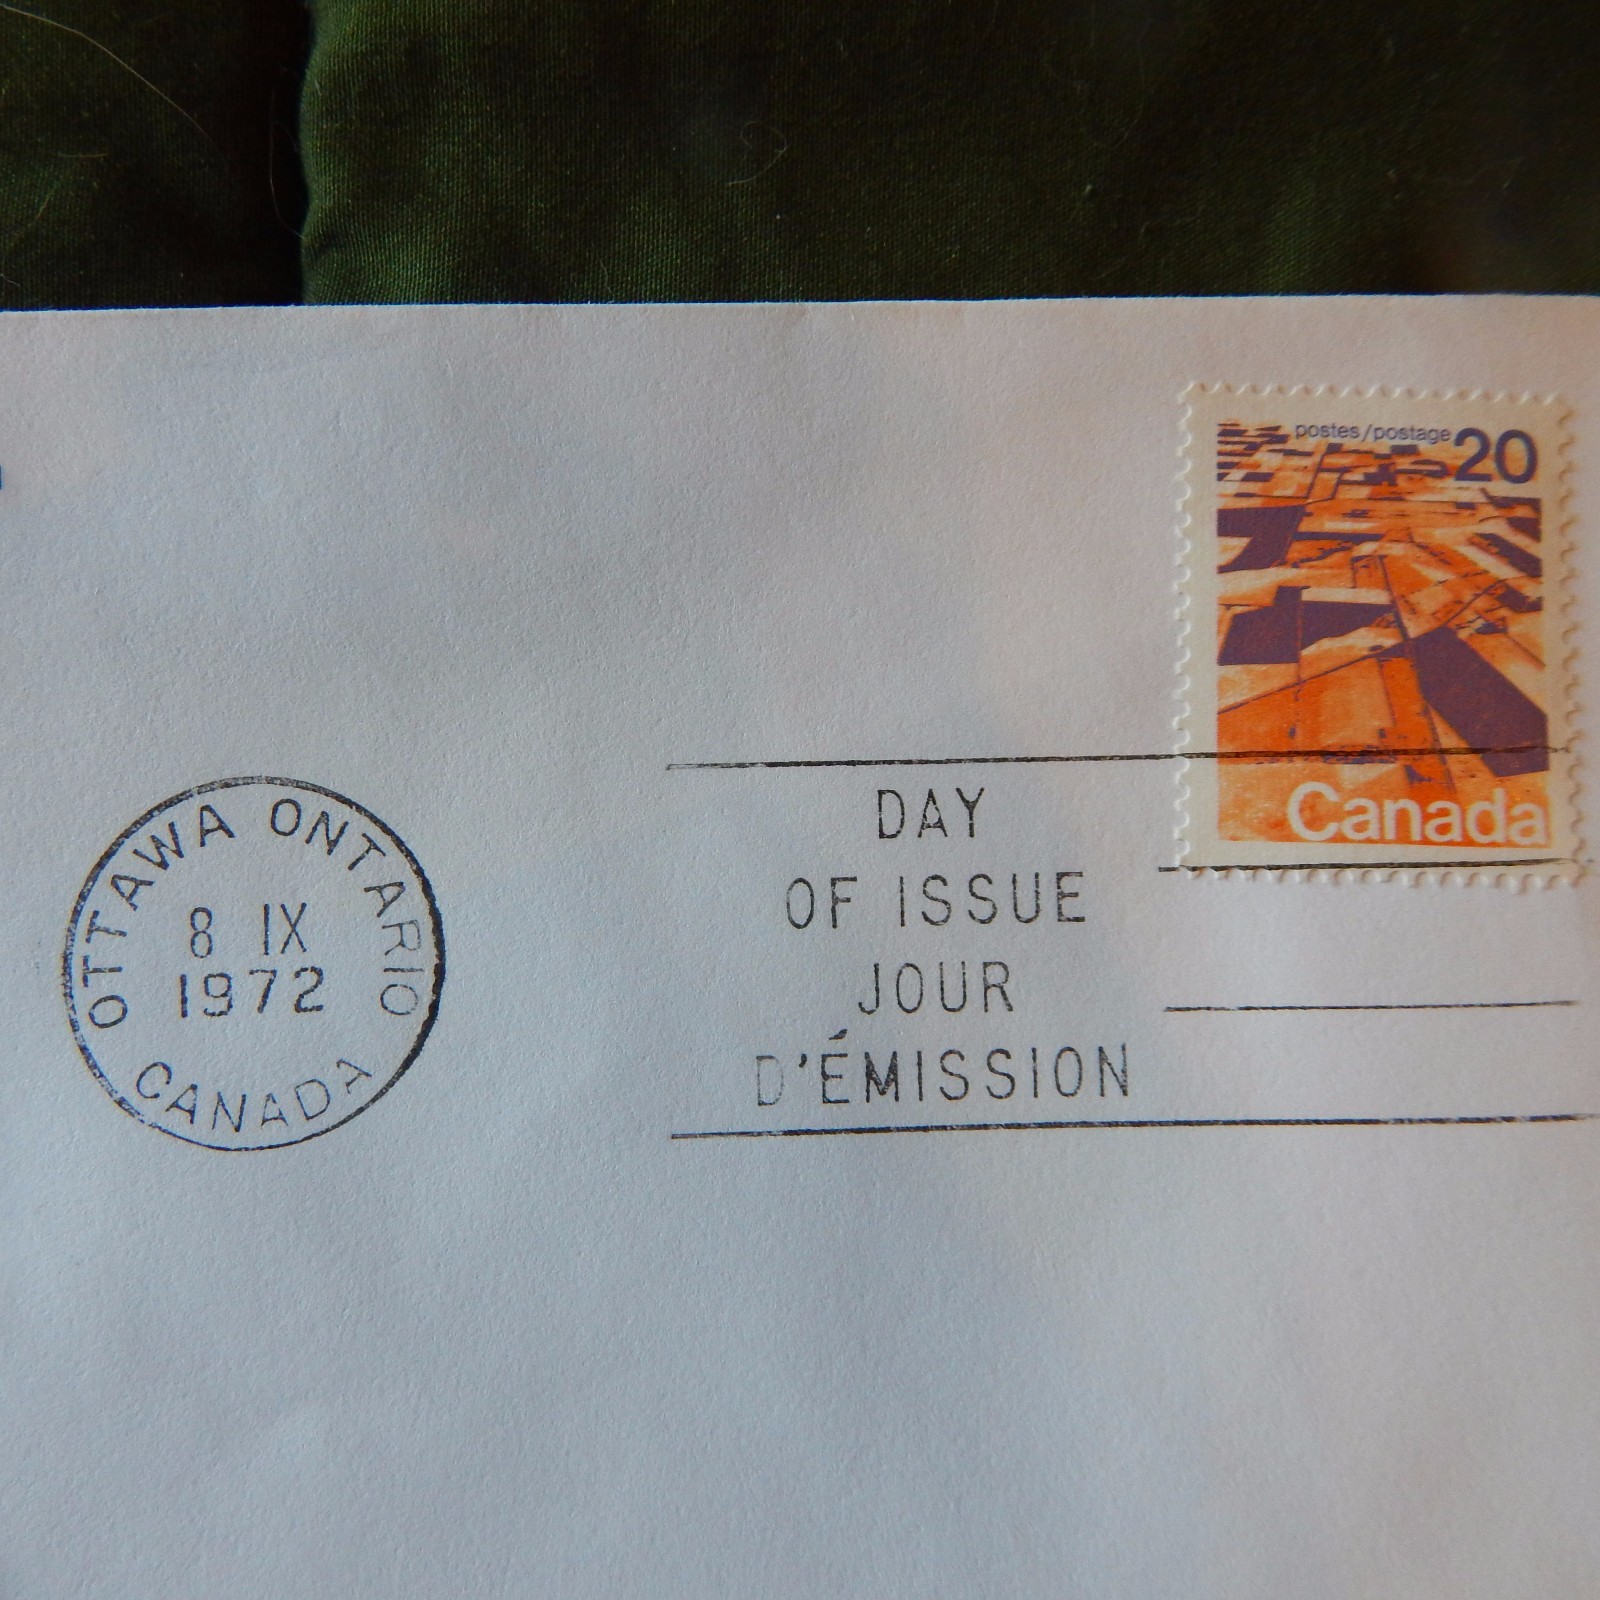 postes/postage 20
Canada
OTTAWA ONTARIO
8 IX
1972
CANADA
DAY
OF ISSUE
JOUR
D'ÉMISSION